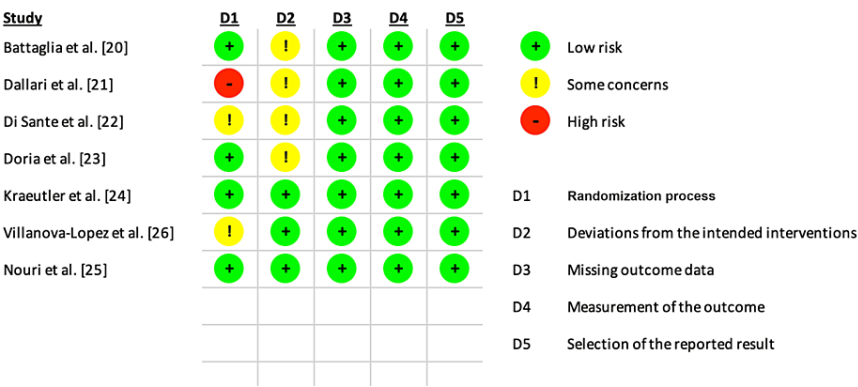 Study D1 D2 D3 D4 D5
Battaglia et al. [20] + ! + + + + Low risk
Dallari et al. [21] - ! + + + ! Some concerns
Di Sante et al. [22] ! ! + + + - High risk
Doria et al. [23] + ! + + +
Kraeutler et al. [24] + + + + + D1 Randomization process
Villanova-Lopez et al. [26] ! + + + + D2 Deviations from the intended interventions
Nouri et al. [25] + + + + + D3 Missing outcome data
D4 Measurement of the outcome
D5 Selection of the reported result